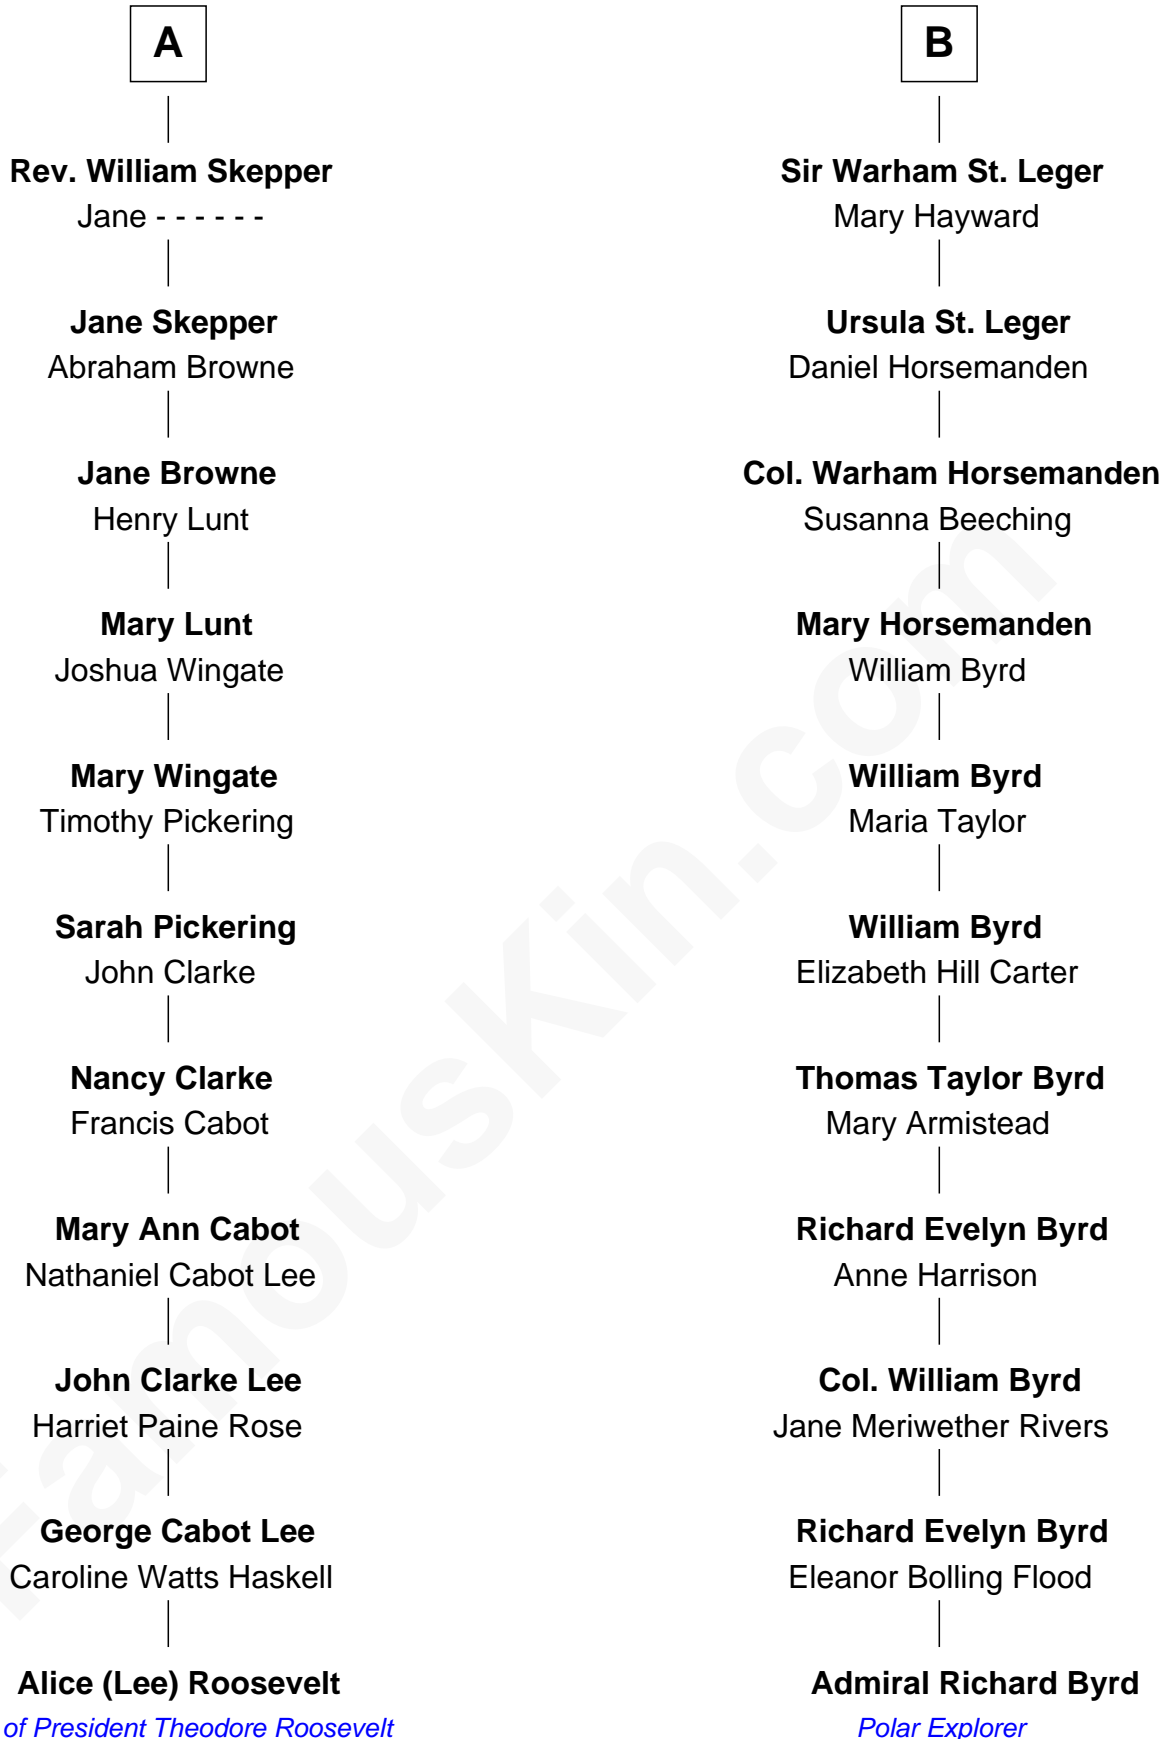 A
Rev. William Skepper
Jane - - - - - -
Jane Skepper
Abraham Browne
Jane Browne
Henry Lunt
Mary Lunt
Joshua Wingate
Mary Wingate
Timothy Pickering
Sarah Pickering
John Clarke
Nancy Clarke
Francis Cabot
Mary Ann Cabot
Nathaniel Cabot Lee
John Clarke Lee
Harriet Paine Rose
George Cabot Lee
Caroline Watts Haskell
Alice (Lee) Roosevelt
of President Theodore Roosevelt
B
Sir Warham St. Leger
Mary Hayward
Ursula St. Leger
Daniel Horsemanden
Col. Warham Horsemanden
Susanna Beeching
Mary Horsemanden
William Byrd
William Byrd
Maria Taylor
William Byrd
Elizabeth Hill Carter
Thomas Taylor Byrd
Mary Armistead
Richard Evelyn Byrd
Anne Harrison
Col. William Byrd
Jane Meriwether Rivers
Richard Evelyn Byrd
Eleanor Bolling Flood
Admiral Richard Byrd
Polar Explorer
FamousKin.com